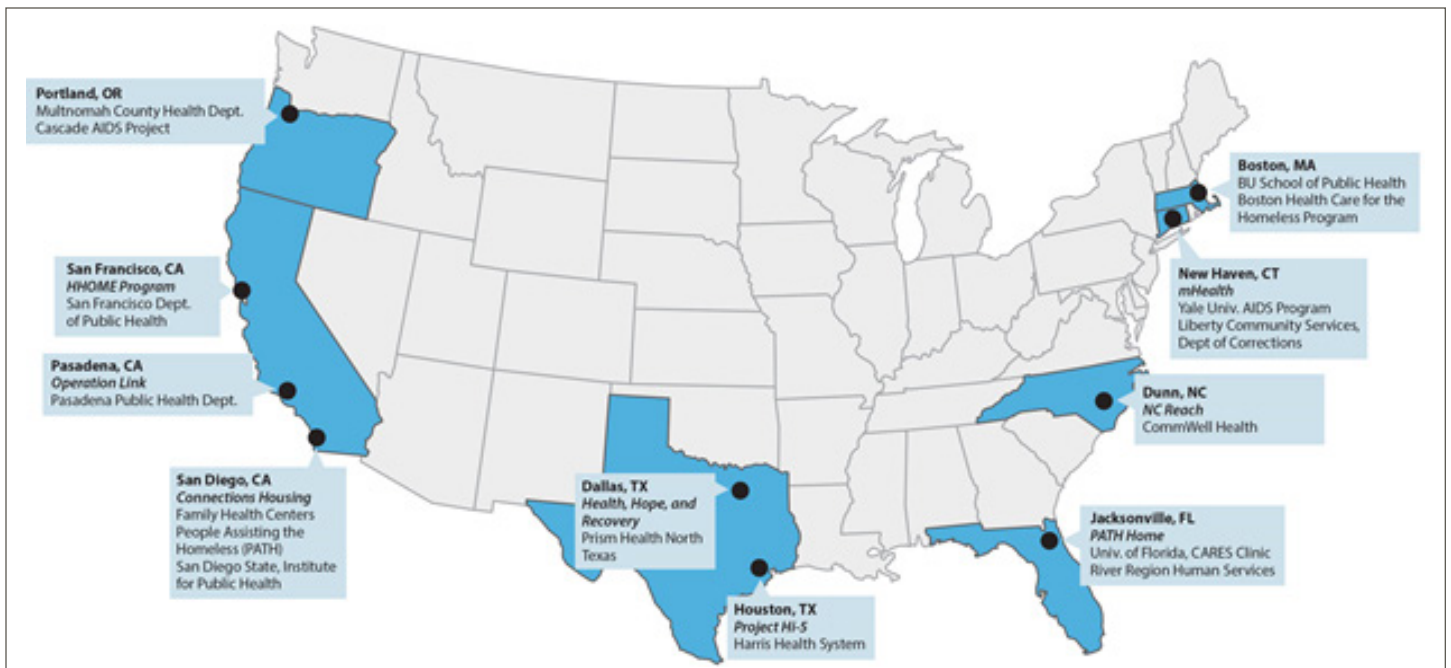 Portland, OR
Multnomah County Health Dept.
Cascade AIDS Project
San Francisco, CA
HHOME Program
San Francisco Dept.
of Public Health
Pasadena, CA
Operation Link
Pasadena Public Health Dept.
San Diego, CA
Connections Housing
Family Health Centers
People Assisting the
Homeless (PATH)
San Diego State, Institute
for Public Health
Dallas, TX
Health, Hope, and
Recovery
Prism Health North
Texas
Houston, TX
Project Hi-5
Harris Health System
Boston, MA
BU School of Public Health
Boston Health Care for the
Homeless Program
New Haven, CT
mHealth
Yale Univ. AIDS Program
Liberty Community Services,
Dept of Corrections
Dunn, NC
NC Reach
CommWell Health
Jacksonville, FL
PATH Home
Univ. of Florida, CARES Clinic
River Region Human Services